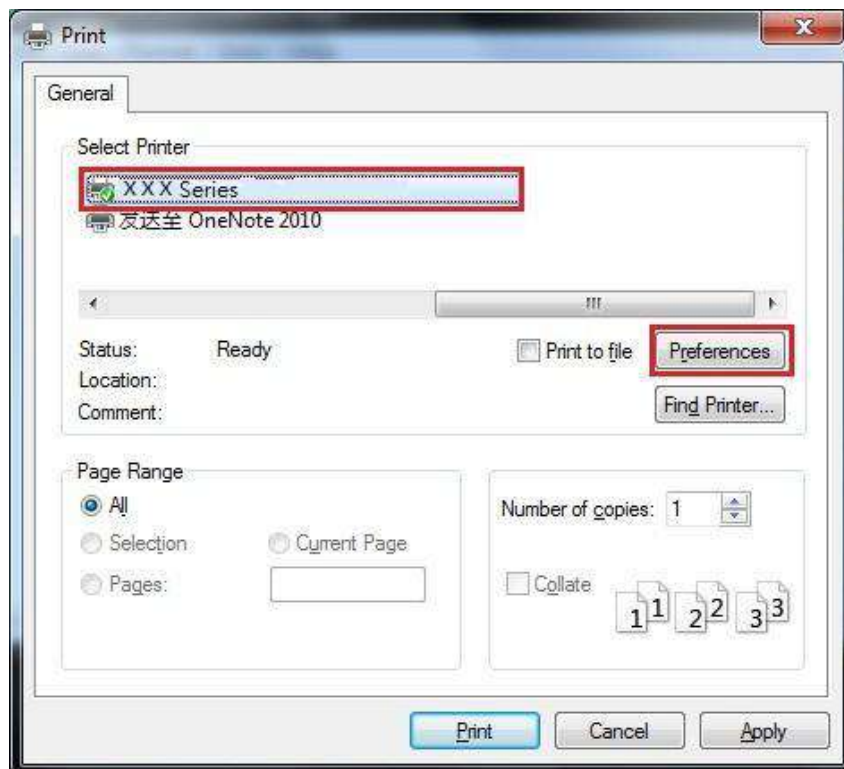 Print
General
Select Printer
XXX Series
发送至 OneNote 2010
Status: Ready
Print to file
Preferences
Location:
Comment:
Find Printer...
Page Range
All
Selection
Current Page
Pages:
Number of copies: 1
Collate
1 1 2 2 3 3
Print
Cancel
Apply